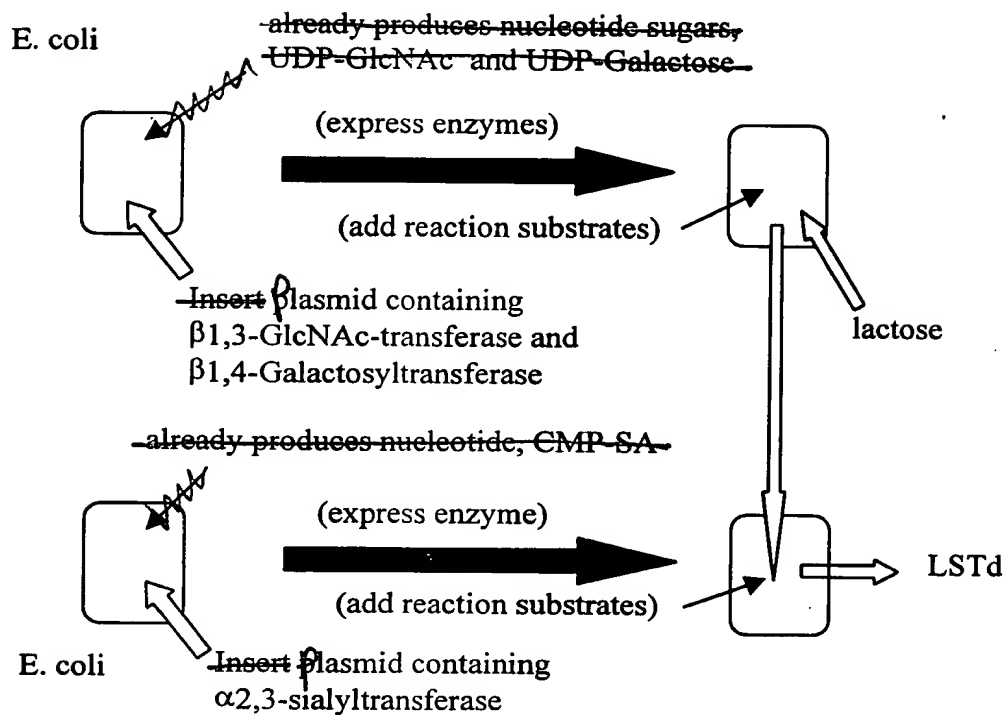 E. coli
already produces nucleotide sugars,
UDP-GlcNAc and UDP-Galactose
(express enzymes)
(add reaction substrates)
lactose
Insert plasmid containing
β1,3-GlcNAc-transferase and
β1,4-Galactosyltransferase
already produces nucleotide, CMP-SA
(express enzyme)
(add reaction substrates)
LSTd
E. coli
Insert plasmid containing
α2,3-sialyltransferase